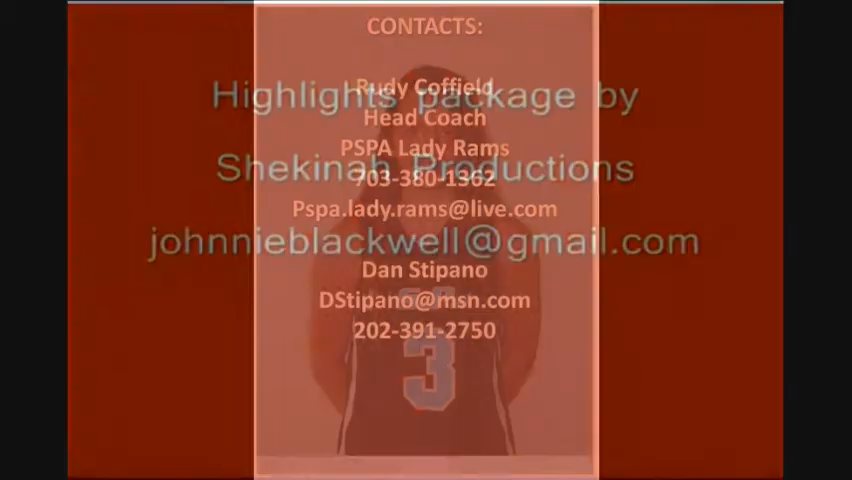 CONTACTS:
Rudy Coffield
Head Coach
PSPA Lady Rams
703-380-1362
Pspa.lady.rams@live.com
Dan Stipano
DStipano@msn.com
202-391-2750
Highlights package by
Shekinah Productions
johnnieblackwell@gmail.com
3